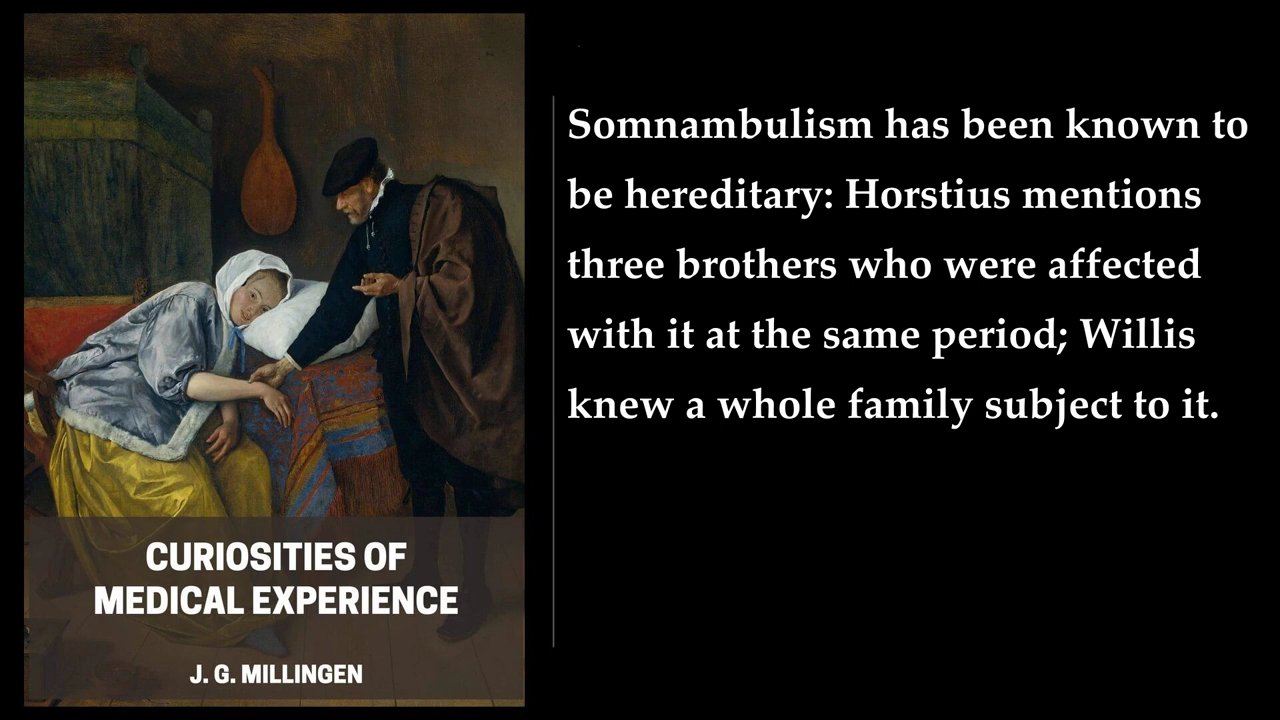 CURIOSITIES OF
MEDICAL EXPERIENCE
J. G. MILLINGEN
Somnambulism has been known to
be hereditary: Horstius mentions
three brothers who were affected
with it at the same period; Willis
knew a whole family subject to it.